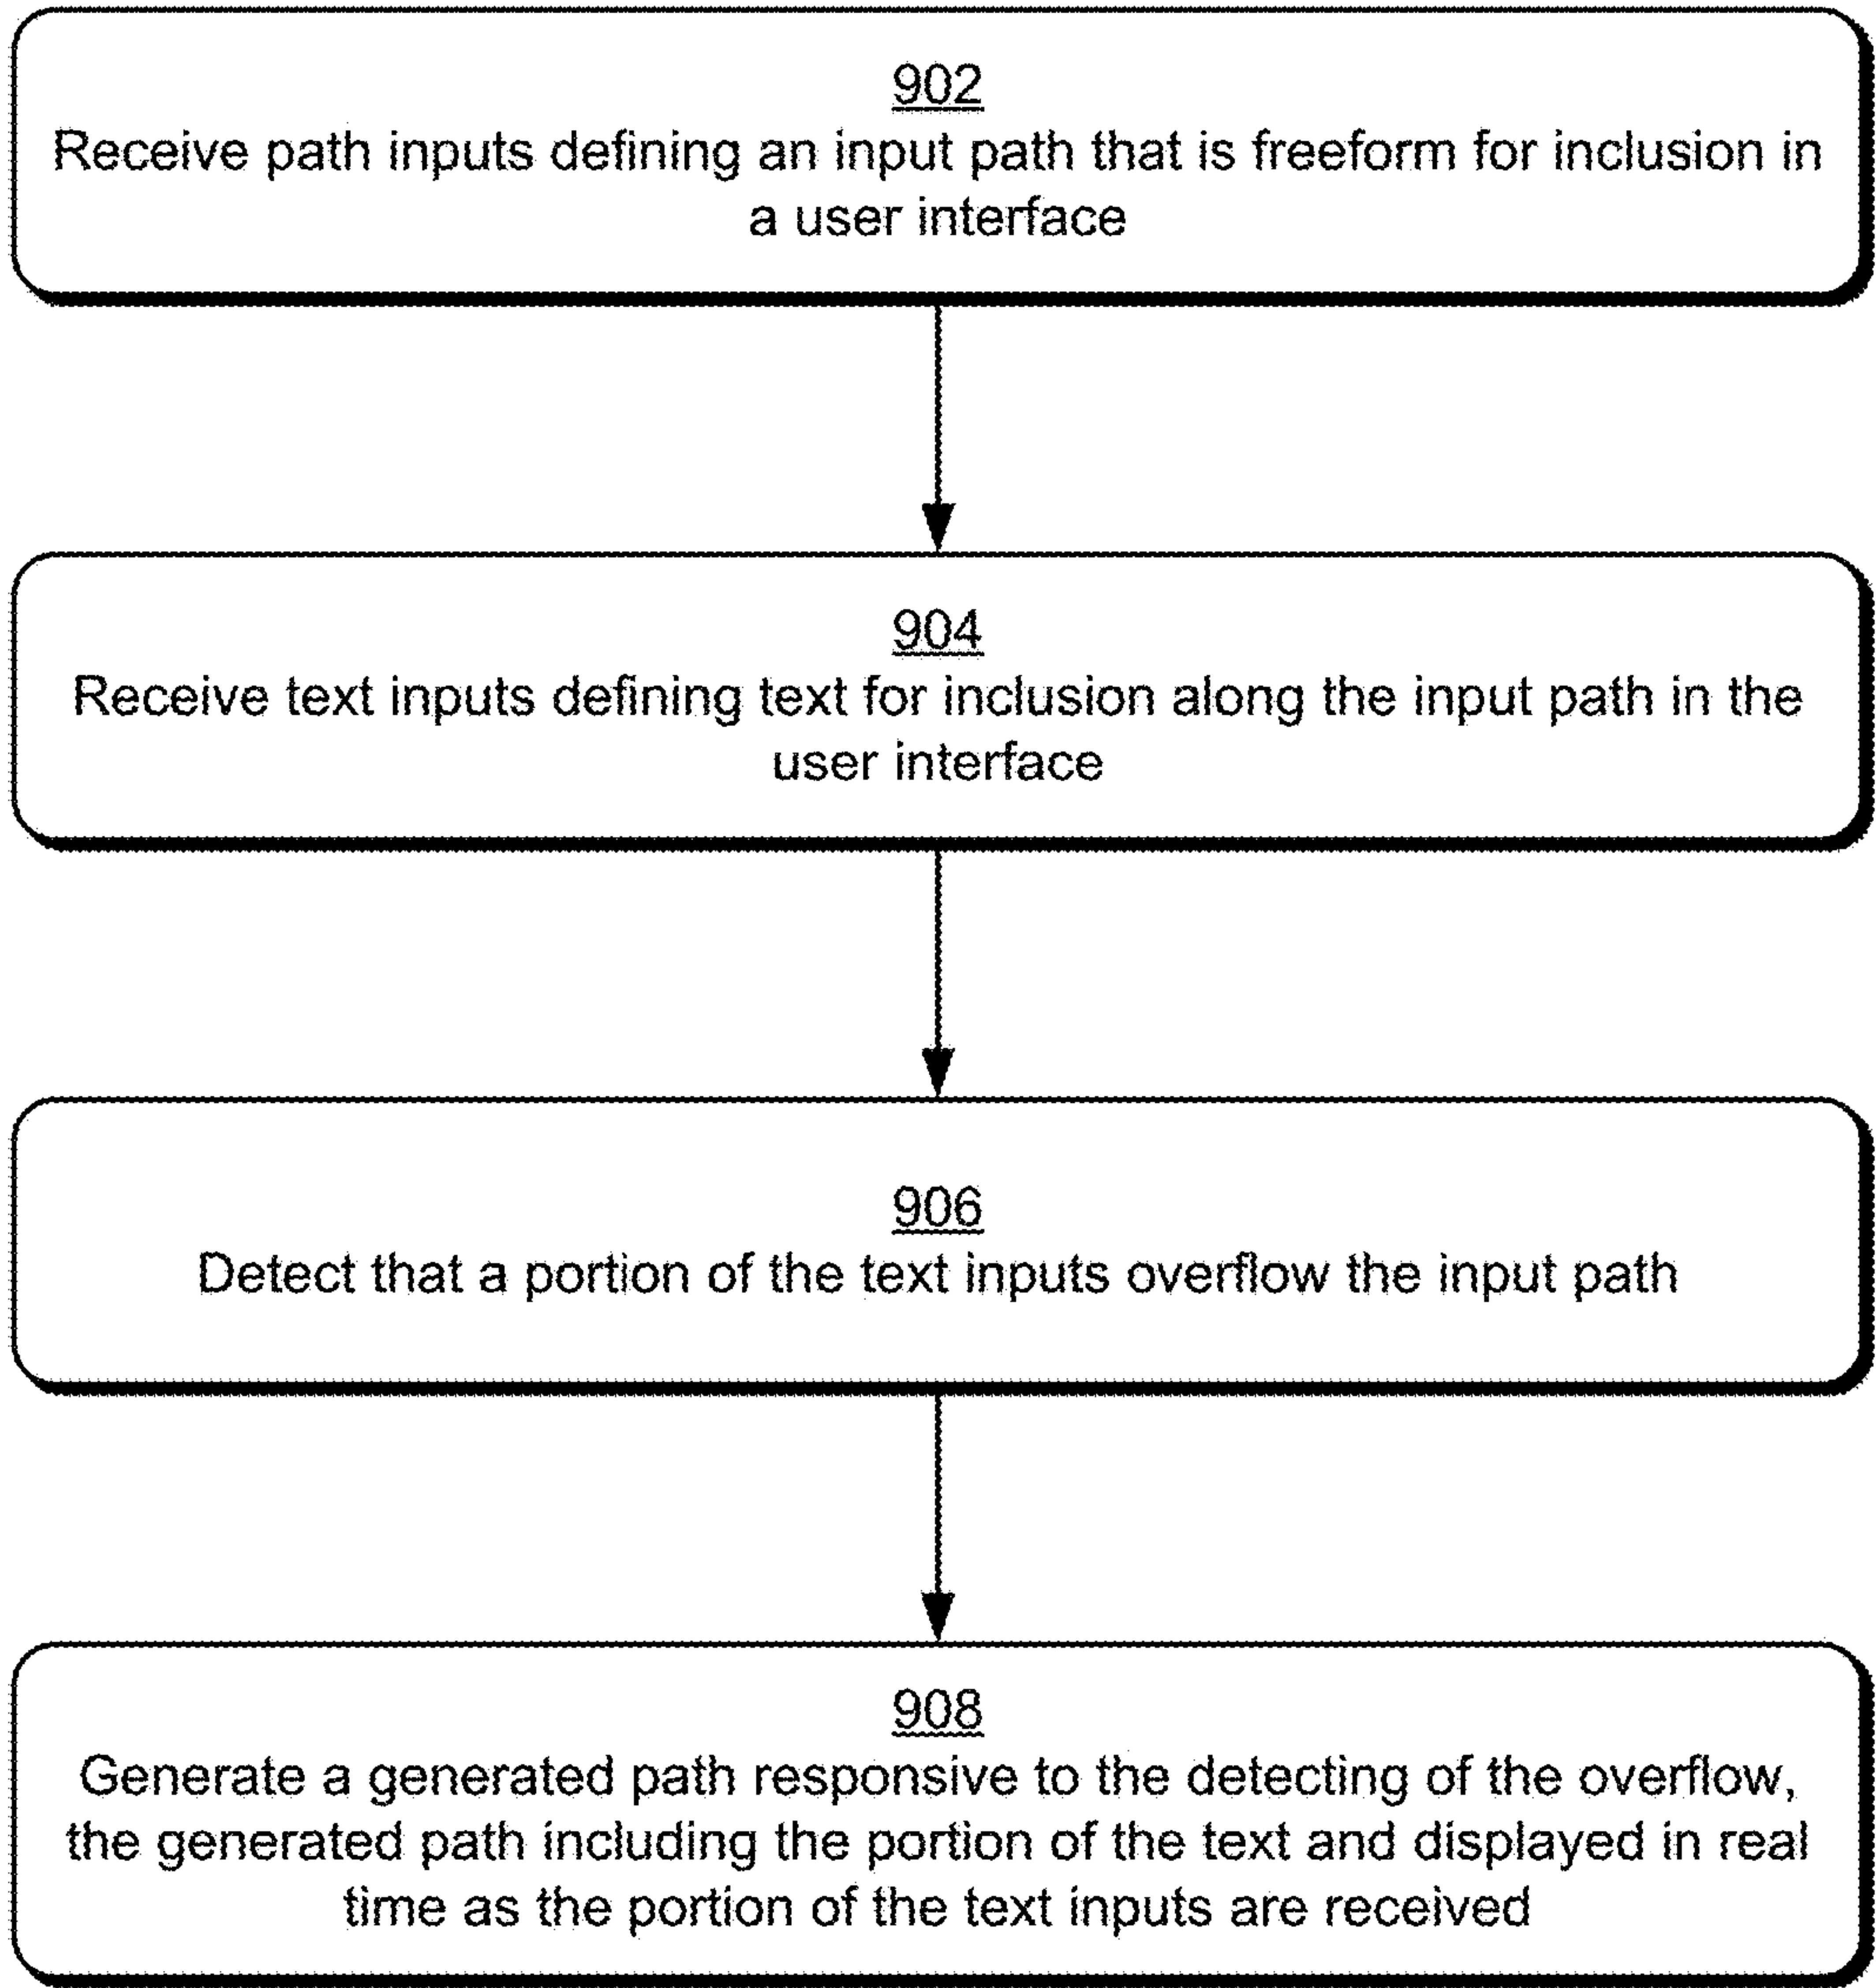 902
Receive path inputs defining an input path that is freeform for inclusion in
a user interface
904
Receive text inputs defining text for inclusion along the input path in the
user interface
906
Detect that a portion of the text inputs overflow the input path
908
Generate a generated path responsive to the detecting of the overflow,
the generated path including the portion of the text and displayed in real
time as the portion of the text inputs are received